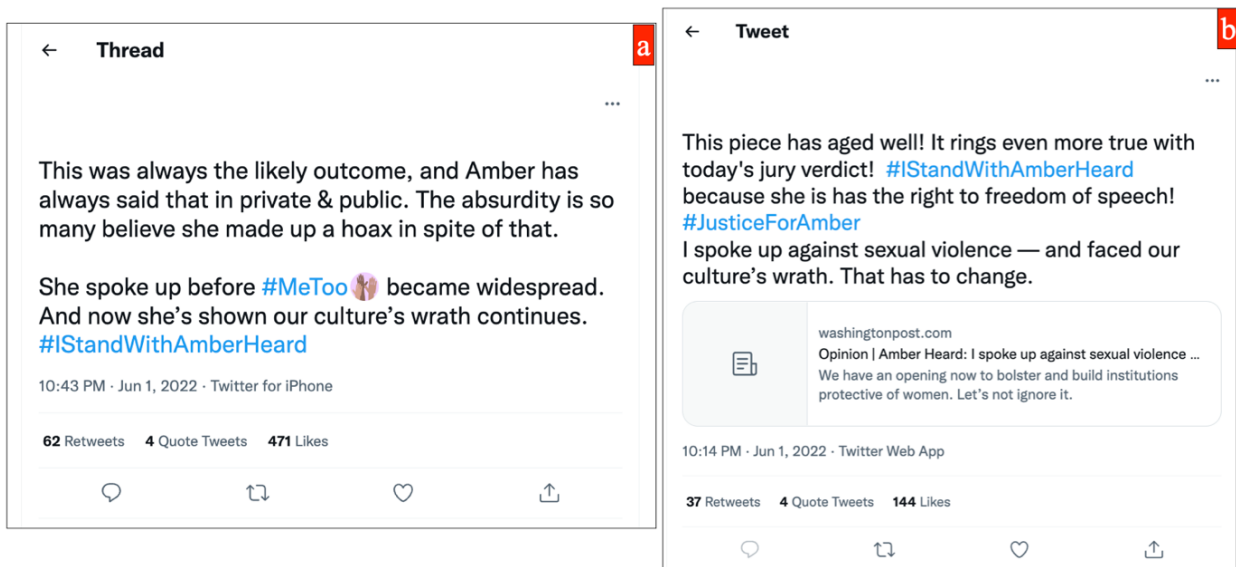 Thread
a
This was always the likely outcome, and Amber has
always said that in private & public. The absurdity is so
many believe she made up a hoax in spite of that.
She spoke up before #MeToo became widespread.
And now she’s shown our culture’s wrath continues.
#IStandWithAmberHeard
10:43 PM · Jun 1, 2022 · Twitter for iPhone
62 Retweets 4 Quote Tweets 471 Likes
Tweet
b
This piece has aged well! It rings even more true with
today's jury verdict! #IStandWithAmberHeard
because she is has the right to freedom of speech!
#JusticeForAmber
I spoke up against sexual violence — and faced our
culture’s wrath. That has to change.
washingtonpost.com
Opinion | Amber Heard: I spoke up against sexual violence ...
We have an opening now to bolster and build institutions
protective of women. Let’s not ignore it.
10:14 PM · Jun 1, 2022 · Twitter Web App
37 Retweets 4 Quote Tweets 144 Likes